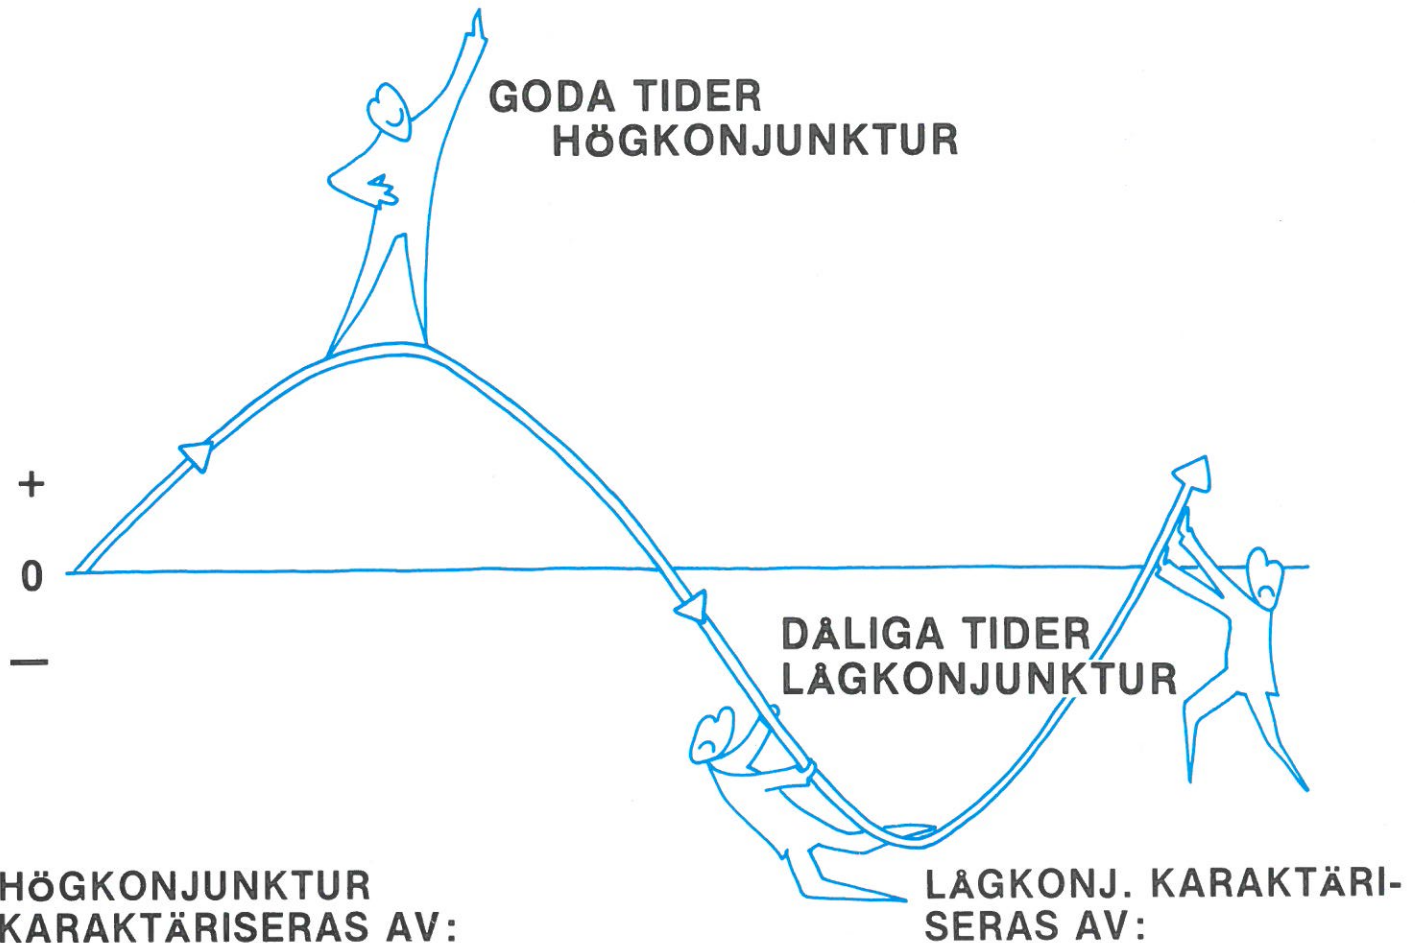 GODA TIDER
HÖGKONJUNKTUR
+
0
—
DÅLIGA TIDER
LÅGKONJUNKTUR
HÖGKONJUNKTUR
KARAKTÄRISERAS AV:
LÅGKONJ. KARAKTÄRI-
SERAS AV: